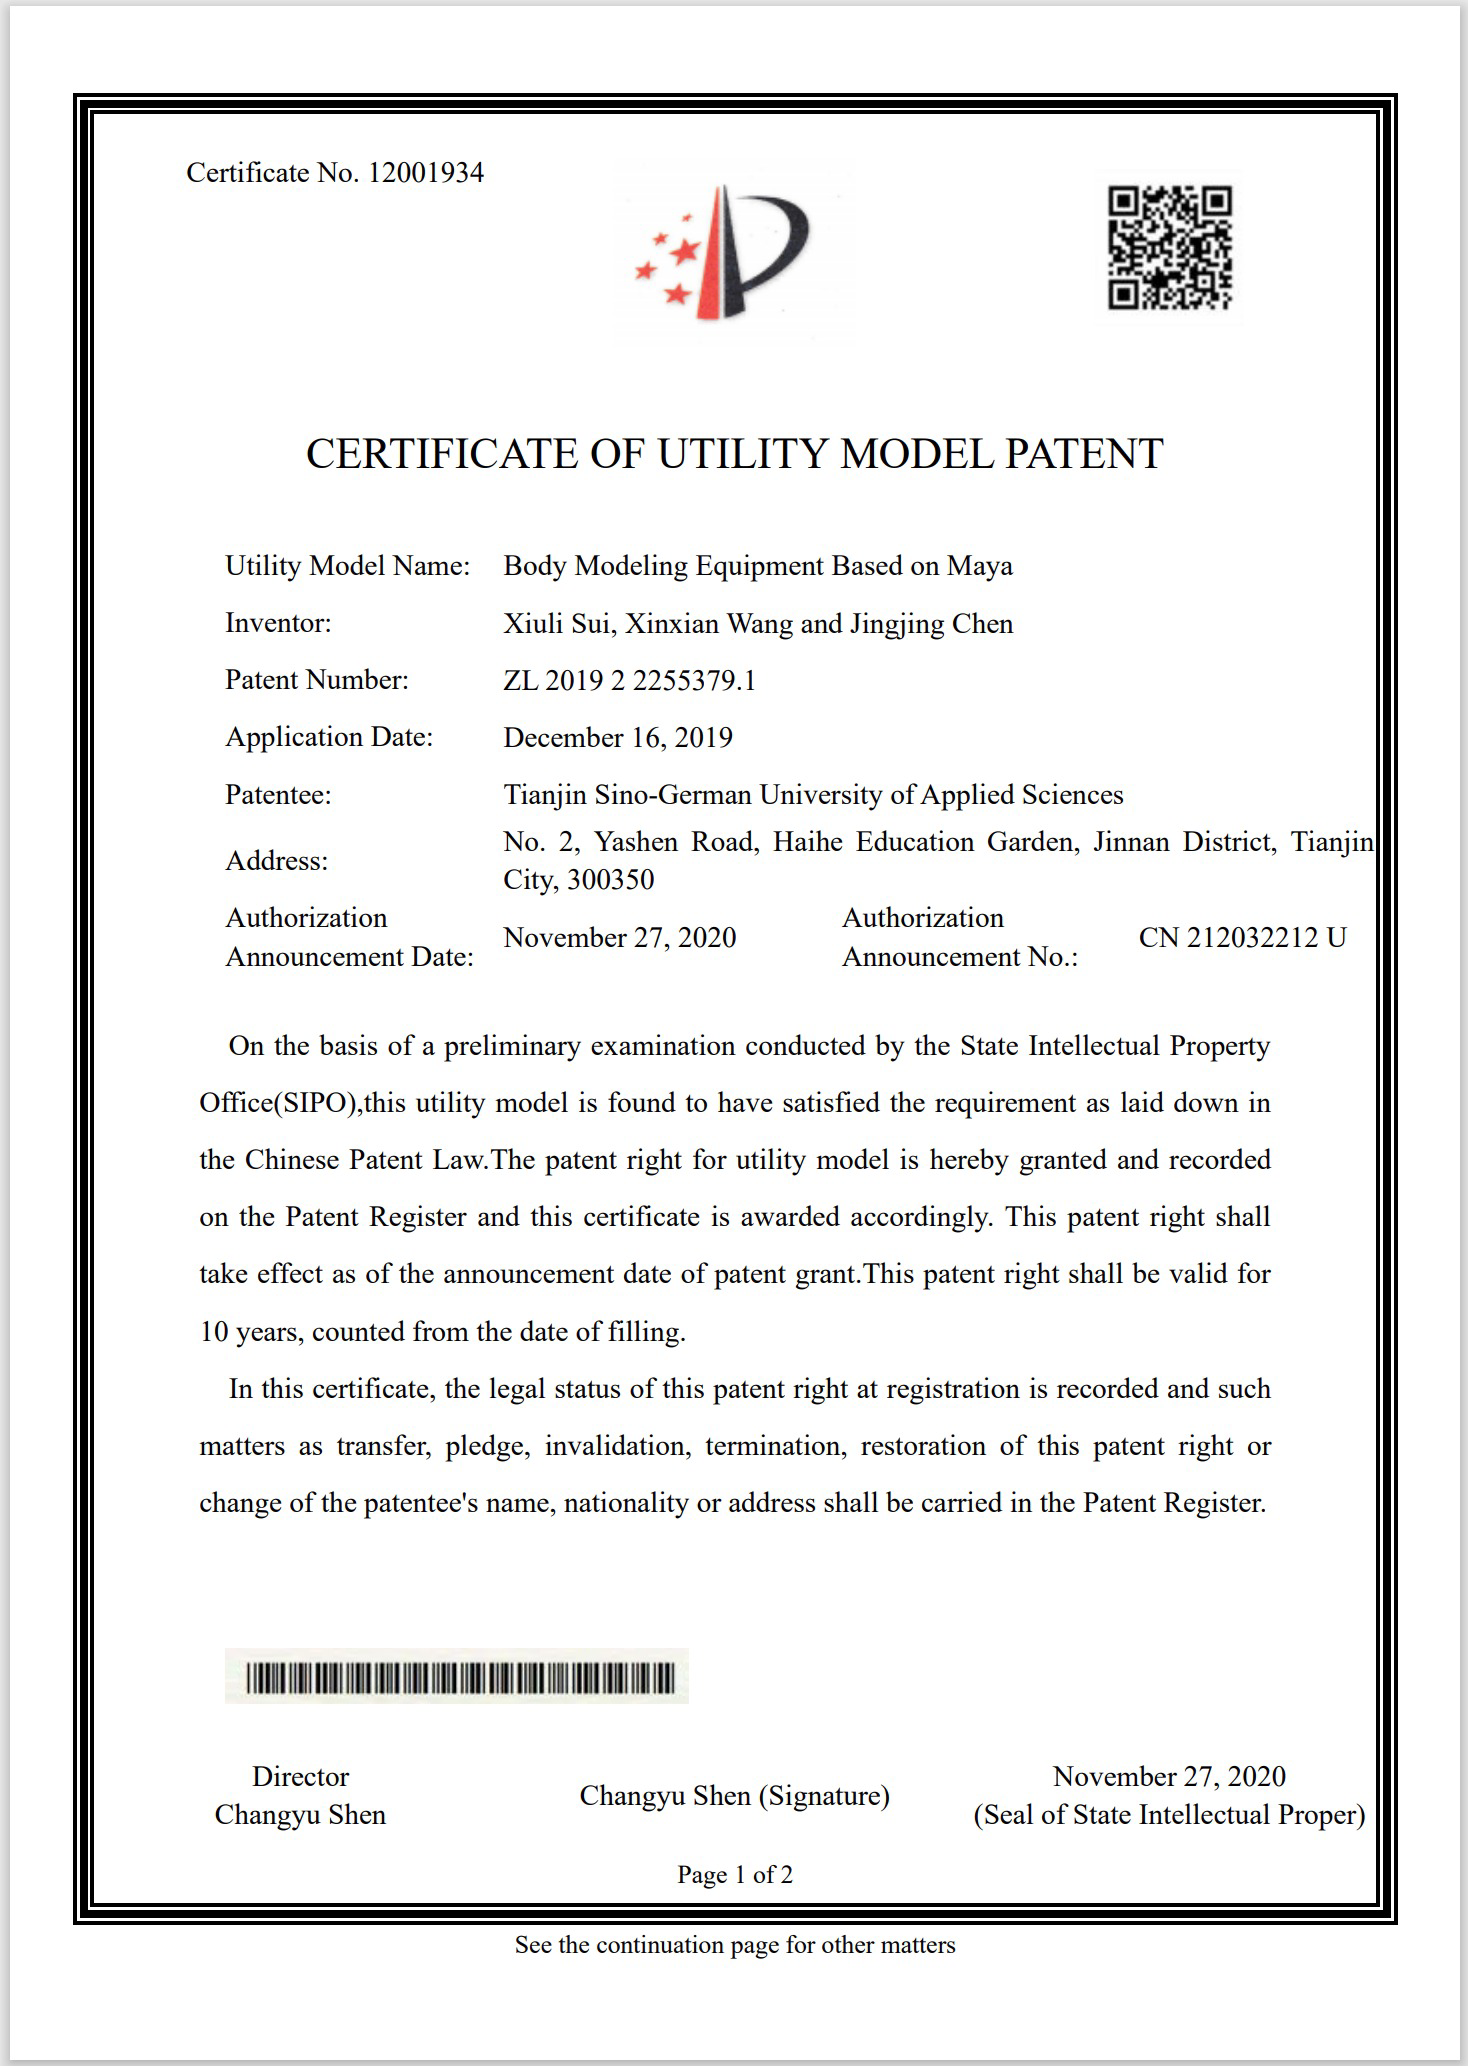 Certificate No. 12001934
CERTIFICATE OF UTILITY MODEL PATENT
Utility Model Name: Body Modeling Equipment Based on Maya
Inventor: Xiuli Sui, Xinxian Wang and Jingjing Chen
Patent Number: ZL 2019 2 2255379.1
Application Date: December 16, 2019
Patentee: Tianjin Sino-German University of Applied Sciences
Address: No. 2, Yashen Road, Haihe Education Garden, Jinnan District, Tianjin
City, 300350
Authorization
Announcement Date: November 27, 2020
Authorization
Announcement No.: CN 212032212 U
On the basis of a preliminary examination conducted by the State Intellectual Property
Office(SIPO),this utility model is found to have satisfied the requirement as laid down in
the Chinese Patent Law.The patent right for utility model is hereby granted and recorded
on the Patent Register and this certificate is awarded accordingly. This patent right shall
take effect as of the announcement date of patent grant.This patent right shall be valid for
10 years, counted from the date of filling.
In this certificate, the legal status of this patent right at registration is recorded and such
matters as transfer, pledge, invalidation, termination, restoration of this patent right or
change of the patentee's name, nationality or address shall be carried in the Patent Register.
Director
Changyu Shen
Changyu Shen (Signature)
November 27, 2020
(Seal of State Intellectual Proper)
Page 1 of 2
See the continuation page for other matters